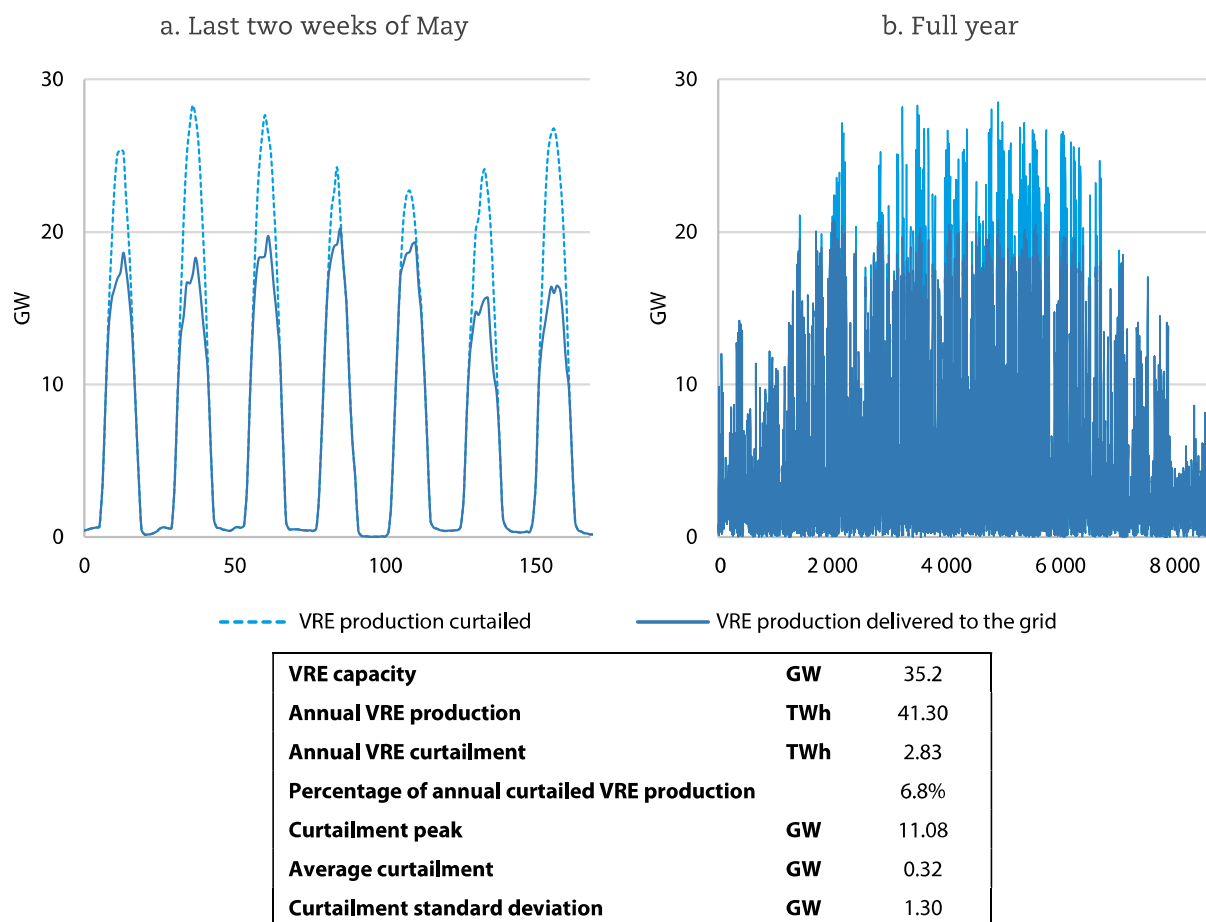 a. Last two weeks of May
b. Full year
30
20
10
0
GW
0 50 100 150
30
20
10
0
GW
0 2 000 4 000 6 000 8 000
VRE production curtailed
VRE production delivered to the grid
VRE capacity GW 35.2
Annual VRE production TWh 41.30
Annual VRE curtailment TWh 2.83
Percentage of annual curtailed VRE production 6.8%
Curtailment peak GW 11.08
Average curtailment GW 0.32
Curtailment standard deviation GW 1.30